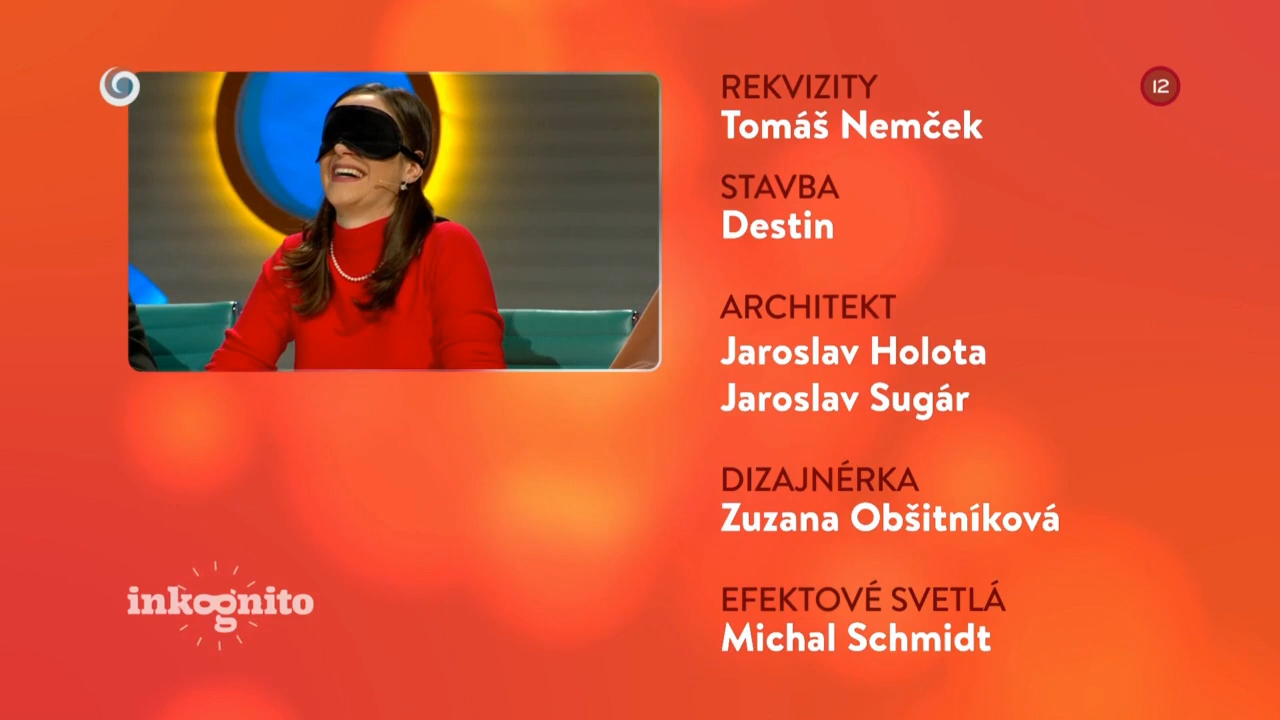 REKVIZITY
Tomáš Nemček
STAVBA
Destin
ARCHITEKT
Jaroslav Holota
Jaroslav Sugár
DIZAJNÉRKA
Zuzana Obšitníková
EFEKTOVÉ SVETLÁ
Michal Schmidt
12
inkognito